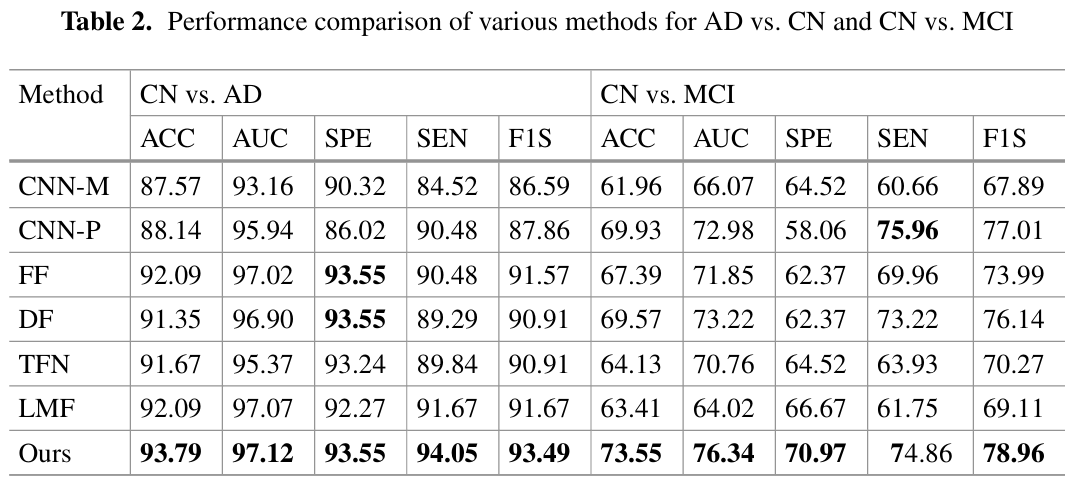 Table 2. Performance comparison of various methods for AD vs. CN and CN vs. MCI
Method CN vs. AD CN vs. MCI
ACC AUC SPE SEN F1S ACC AUC SPE SEN F1S
CNN-M 87.57 93.16 90.32 84.52 86.59 61.96 66.07 64.52 60.66 67.89
CNN-P 88.14 95.94 86.02 90.48 87.86 69.93 72.98 58.06 75.96 77.01
FF 92.09 97.02 93.55 90.48 91.57 67.39 71.85 62.37 69.96 73.99
DF 91.35 96.90 93.55 89.29 90.91 69.57 73.22 62.37 73.22 76.14
TFN 91.67 95.37 93.24 89.84 90.91 64.13 70.76 64.52 63.93 70.27
LMF 92.09 97.07 92.27 91.67 91.67 63.41 64.02 66.67 61.75 69.11
Ours 93.79 97.12 93.55 94.05 93.49 73.55 76.34 70.97 74.86 78.96